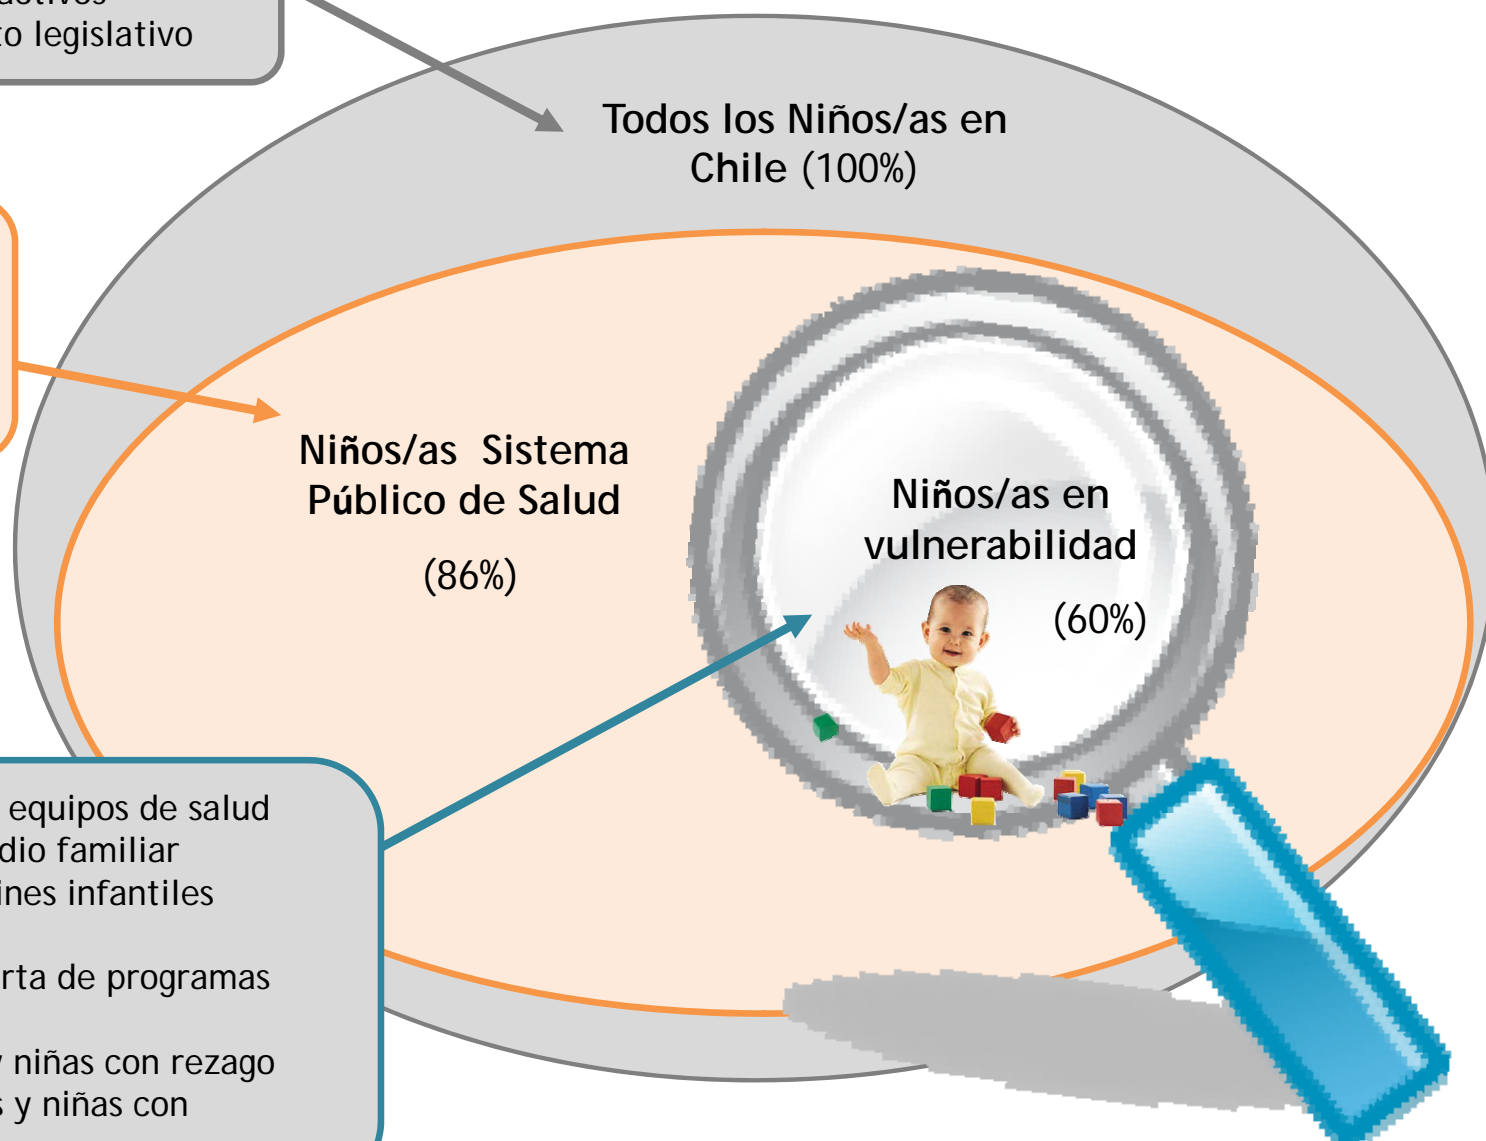 to legislativo
Todos los Niños/as en
Chile (100%)
Niños/as Sistema
Público de Salud
(86%)
Niños/as en
vulnerabilidad
(60%)
equipos de salud
dio familiar
ines infantiles
rta de programas
y niñas con rezago
s y niñas con